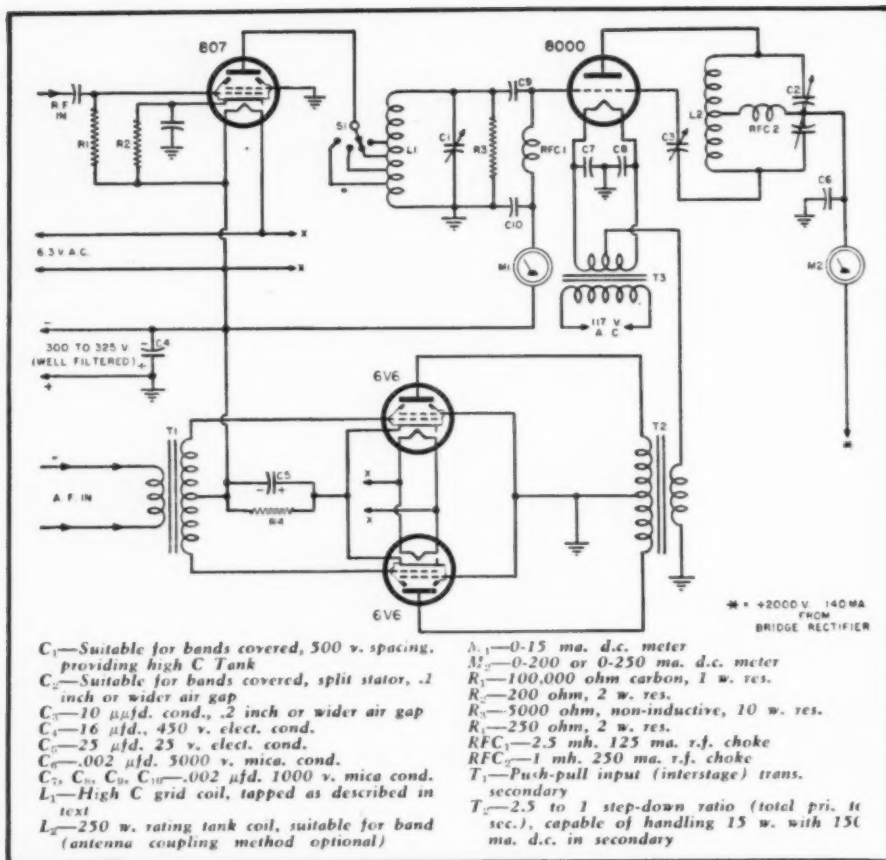 807
8000
R.F.
IN
R1
R2
S1
L1
C1
R3
C9
RFC1
C10
C7
C8
C3
L2
RFC2
C2
C6
M1
M2
T3
117 V
A C
6.3 V A.C.
x
x
-
300 TO 325 V.
(WELL FILTERED)
+
- C4
+
6V6
T1
T2
A. F. IN
C5
- +
R4
x
x
6V6
* = +2000 V. 140 MA
FROM
BRIDGE RECTIFIER
C₁—Suitable for bands covered, 500 v. spacing,
providing high C Tank
C₂—Suitable for bands covered, split stator, .1
inch or wider air gap
C₃—10 μμfd. cond., .2 inch or wider air gap
C₄—16 μfd., 450 v. elect. cond.
C₅—25 μfd. 25 v. elect. cond.
C₆—.002 μfd. 5000 v. mica. cond.
C₇, C₈, C₉, C₁₀—.002 μfd. 1000 v. mica cond.
L₁—High C grid coil, tapped as described in
text
L₂—250 w. rating tank coil, suitable for band
(antenna coupling method optional)
M₁—0-15 ma. d.c. meter
M₂—0-200 or 0-250 ma. d.c. meter
R₁—100,000 ohm carbon, 1 w. res.
R₂—200 ohm, 2 w. res.
R₃—5000 ohm, non-inductive, 10 w. res.
R₄—250 ohm, 2 w. res.
RFC₁—2.5 mh. 125 ma. r.f. choke
RFC₂—1 mh. 250 ma. r.f. choke
T₁—Push-pull input (interstage) trans.
secondary
T₂—2.5 to 1 step-down ratio (total pri. to
sec.), capable of handling 15 w. with 150
ma. d.c. in secondary